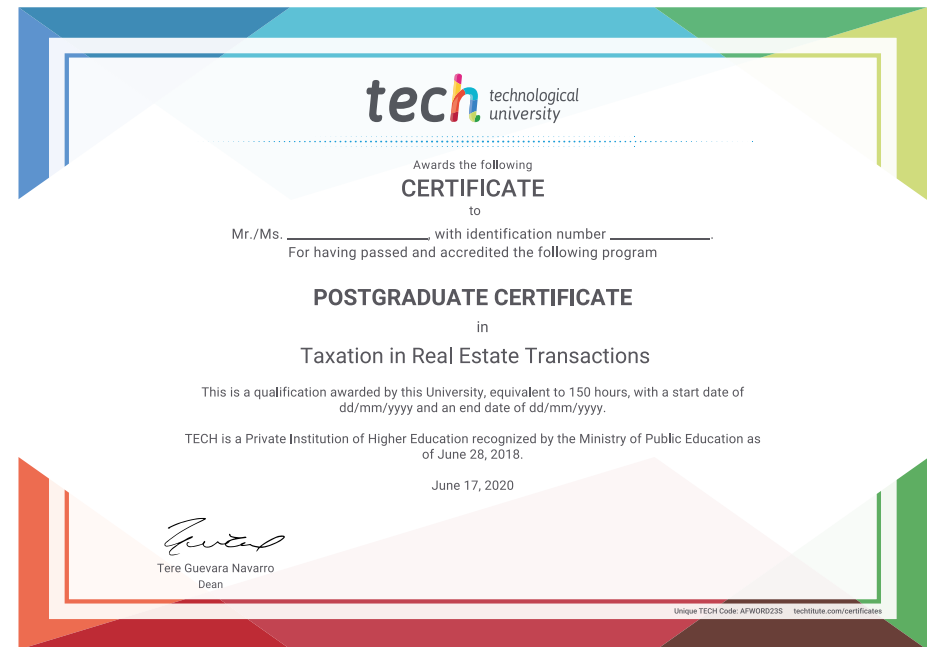 tech technological
university
Awards the following
CERTIFICATE
to
Mr./Ms. ____________________, with identification number ______________.
For having passed and accredited the following program
POSTGRADUATE CERTIFICATE
in
Taxation in Real Estate Transactions
This is a qualification awarded by this University, equivalent to 150 hours, with a start date of
dd/mm/yyyy and an end date of dd/mm/yyyy.
TECH is a Private Institution of Higher Education recognized by the Ministry of Public Education as
of June 28, 2018.
June 17, 2020
Tere Guevara Navarro
Dean
Unique TECH Code: AFWORD23S techtitute.com/certificates